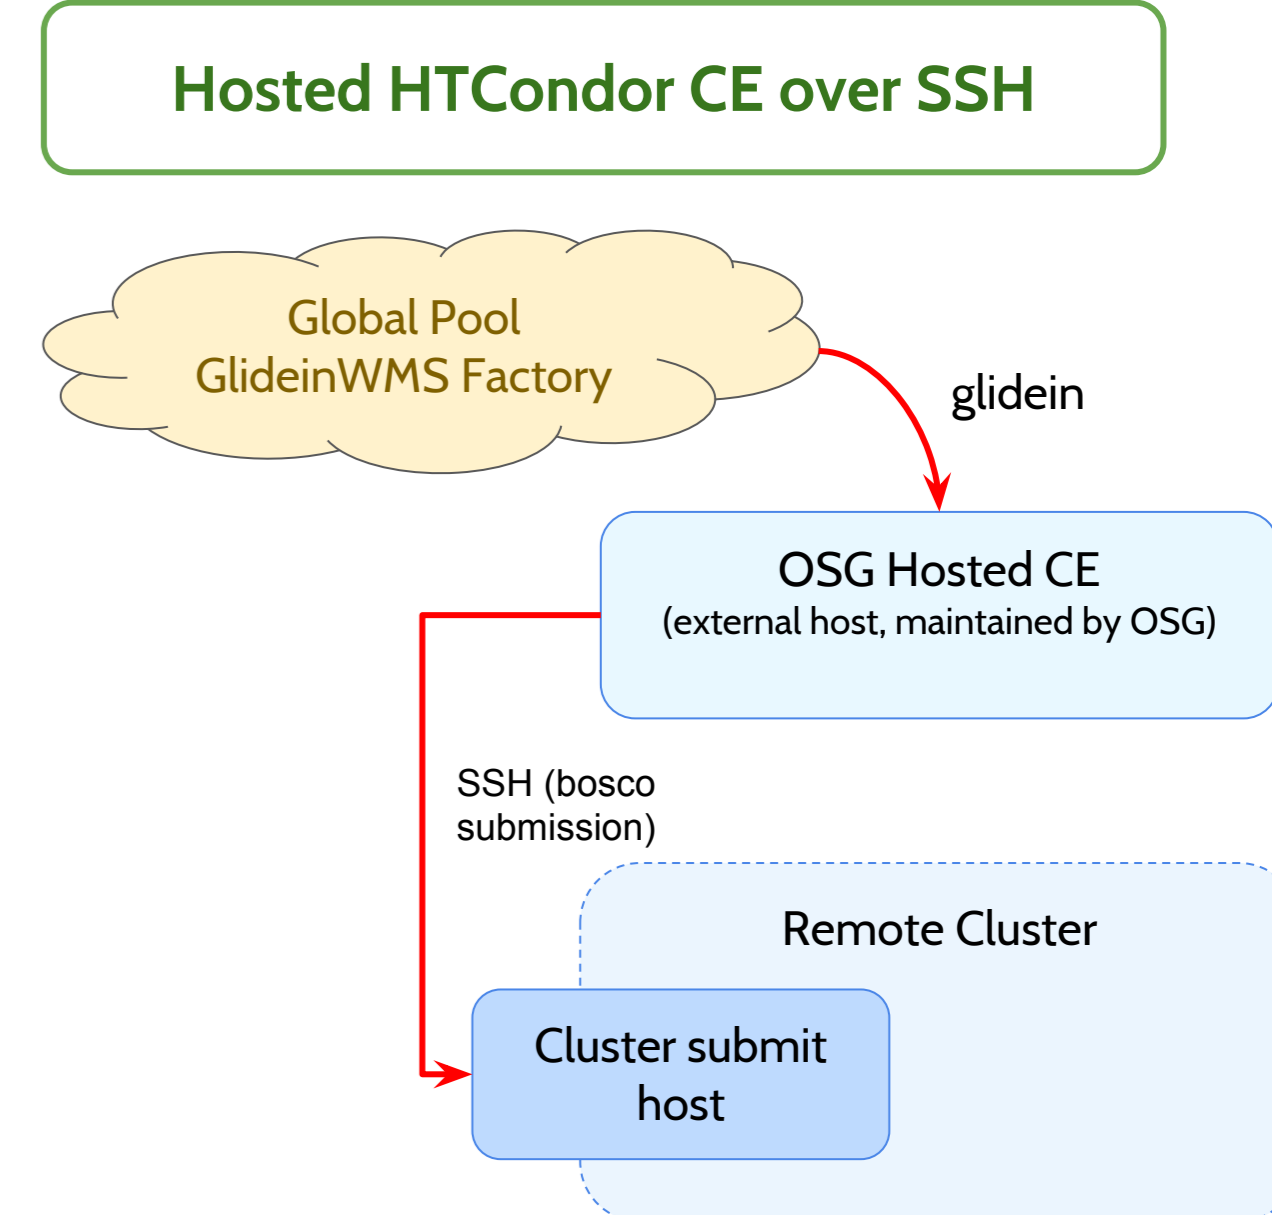 Hosted HTCondor CE over SSH
Global Pool
GlideinWMS Factory
glidein
OSG Hosted CE
(external host, maintained by OSG)
SSH (bosco
submission)
Remote Cluster
Cluster submit
host